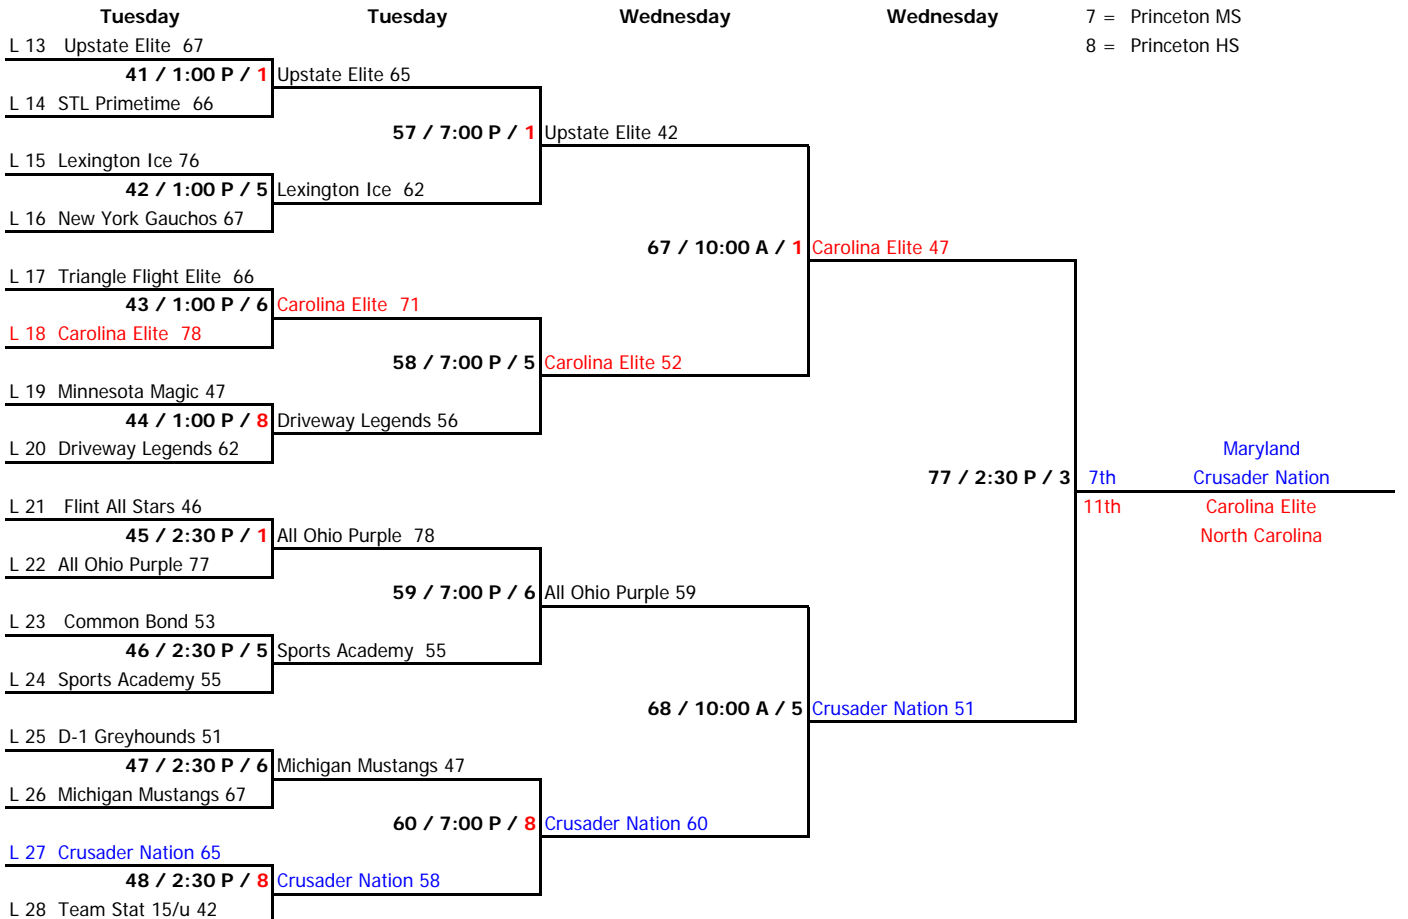 Tuesday Tuesday Wednesday Wednesday 7 = Princeton MS
L 13 Upstate Elite 67 8 = Princeton HS
41 / 1:00 P / 1 Upstate Elite 65
L 14 STL Primetime 66
57 / 7:00 P / 1 Upstate Elite 42
L 15 Lexington Ice 76
42 / 1:00 P / 5 Lexington Ice 62
L 16 New York Gauchos 67
67 / 10:00 A / 1 Carolina Elite 47
L 17 Triangle Flight Elite 66
43 / 1:00 P / 6 Carolina Elite 71
L 18 Carolina Elite 78
58 / 7:00 P / 5 Carolina Elite 52
L 19 Minnesota Magic 47
44 / 1:00 P / 8 Driveway Legends 56
L 20 Driveway Legends 62 Maryland
77 / 2:30 P / 3 7th Crusader Nation
L 21 Flint All Stars 46 11th Carolina Elite
45 / 2:30 P / 1 All Ohio Purple 78 North Carolina
L 22 All Ohio Purple 77
59 / 7:00 P / 6 All Ohio Purple 59
L 23 Common Bond 53
46 / 2:30 P / 5 Sports Academy 55
L 24 Sports Academy 55
68 / 10:00 A / 5 Crusader Nation 51
L 25 D-1 Greyhounds 51
47 / 2:30 P / 6 Michigan Mustangs 47
L 26 Michigan Mustangs 67
60 / 7:00 P / 8 Crusader Nation 60
L 27 Crusader Nation 65
48 / 2:30 P / 8 Crusader Nation 58
L 28 Team Stat 15/u 42